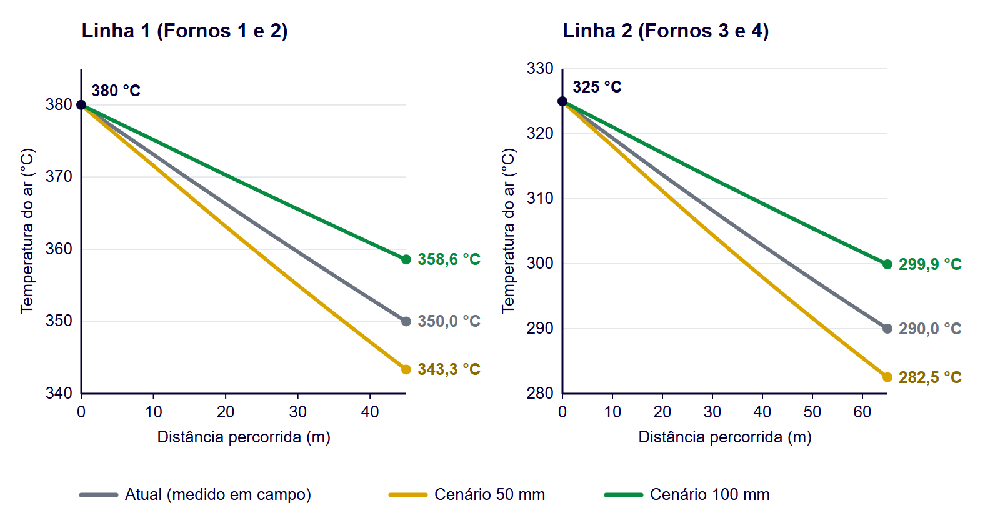 Linha 1 (Fornos 1 e 2)
380 °C
380
370
360
350
340
358,6 °C
350,0 °C
343,3 °C
0 10 20 30 40
Distância percorrida (m)
Temperatura do ar (°C)
Linha 2 (Fornos 3 e 4)
325 °C
330
320
310
300
290
280
299,9 °C
290,0 °C
282,5 °C
0 10 20 30 40 50 60
Distância percorrida (m)
Temperatura do ar (°C)
Atual (medido em campo) Cenário 50 mm Cenário 100 mm